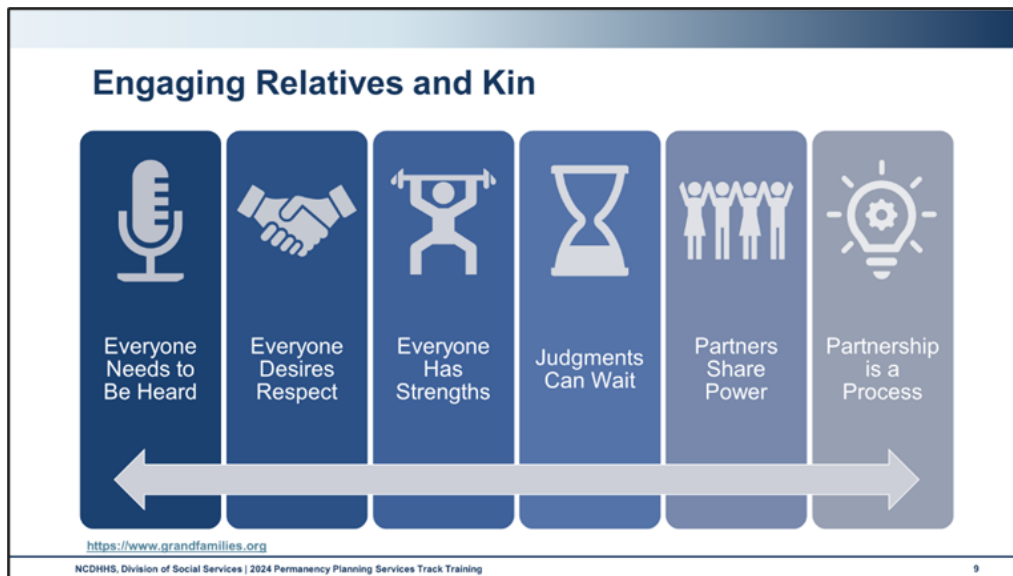 Engaging Relatives and Kin
Everyone
Needs to
Be Heard
Everyone
Desires
Respect
Everyone
Has
Strengths
Judgments
Can Wait
Partners
Share
Power
Partnership
is a
Process
https://www.grandfamilies.org
NCDHHS, Division of Social Services | 2024 Permanency Planning Services Track Training
9